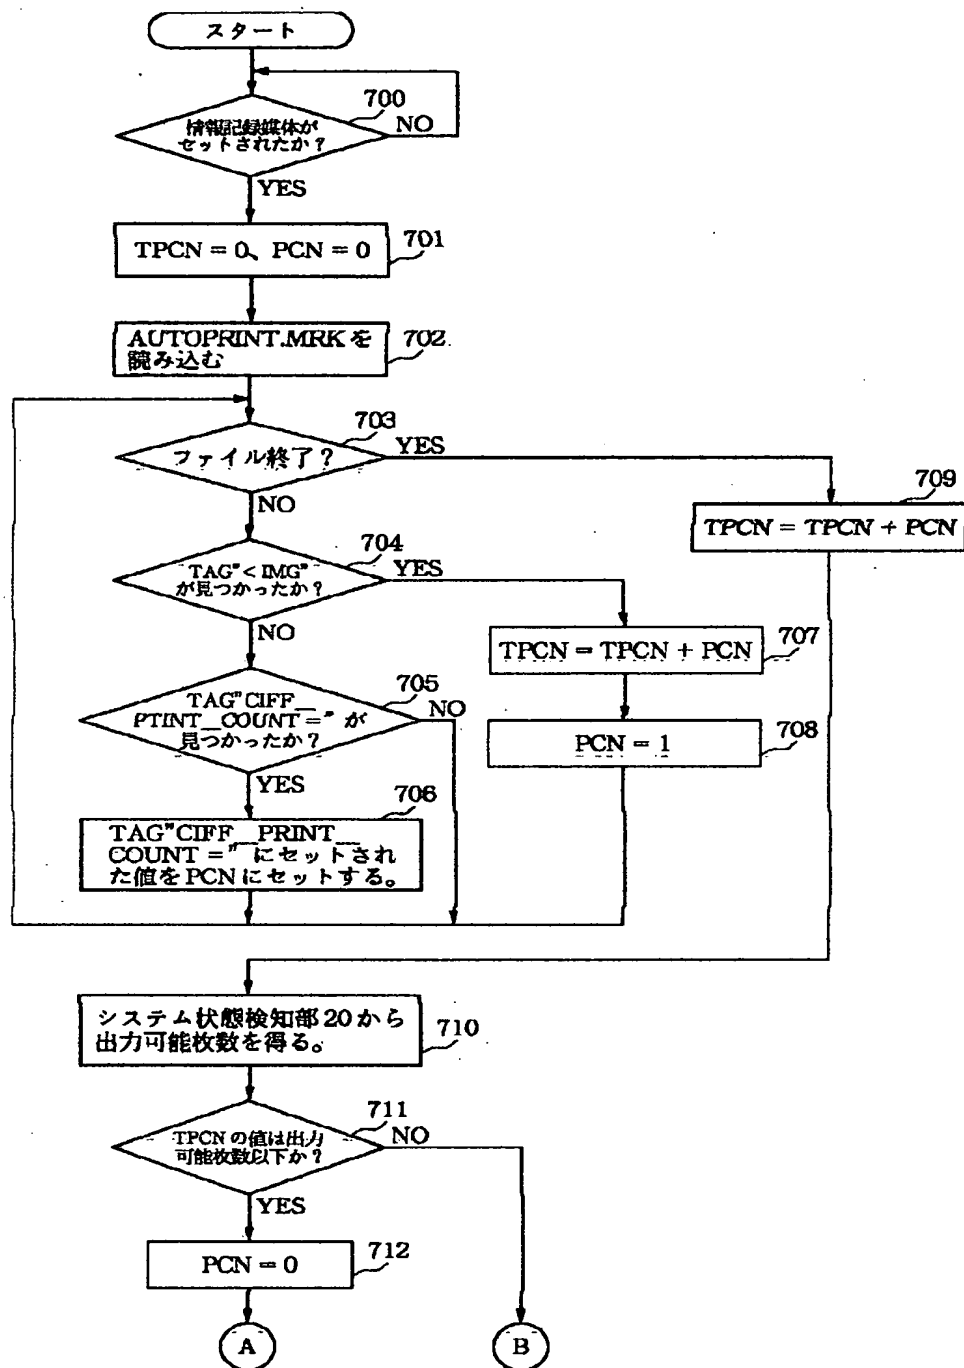 スタート
700
情報記録媒体が
セットされたか？
NO
YES
701
TPCN = 0、PCN = 0
702
AUTOPRINT.MRKを
読み込む
703
ファイル終了？
YES
NO
709
TPCN = TPCN + PCN
704
TAG"<IMG"
が見つかったか？
YES
NO
707
TPCN = TPCN + PCN
705
TAG"CIFF__
PTINT__COUNT=" が
見つかったか？
NO
YES
708
PCN = 1
706
TAG"CIFF__PRINT__
COUNT=" にセットされ
た値をPCNにセットする。
システム状態検知部20から
出力可能枚数を得る。
710
711
TPCNの値は出力
可能枚数以下か？
NO
YES
712
PCN = 0
A
B